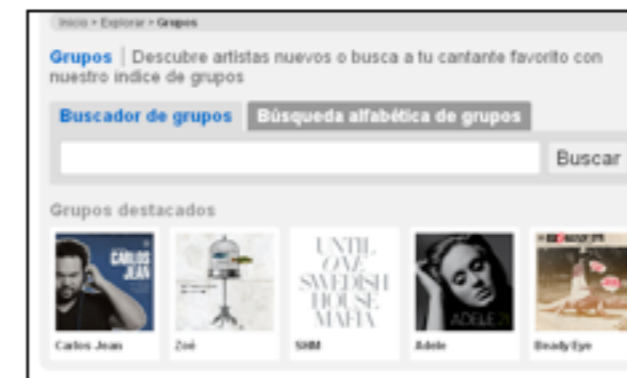 Inicio > Explorar > Grupos
Grupos | Descubre artistas nuevos o busca a tu cantante favorito con
nuestro indice de grupos
Buscador de grupos Búsqueda alfabética de grupos
Buscar
Grupos destacados
CARLOS
JEAN
UNTIL
ONE
SWEDISH
HOUSE
MAFIA
ADELE 21
Carlos Jean Zoé SHM Adele Beady Eye